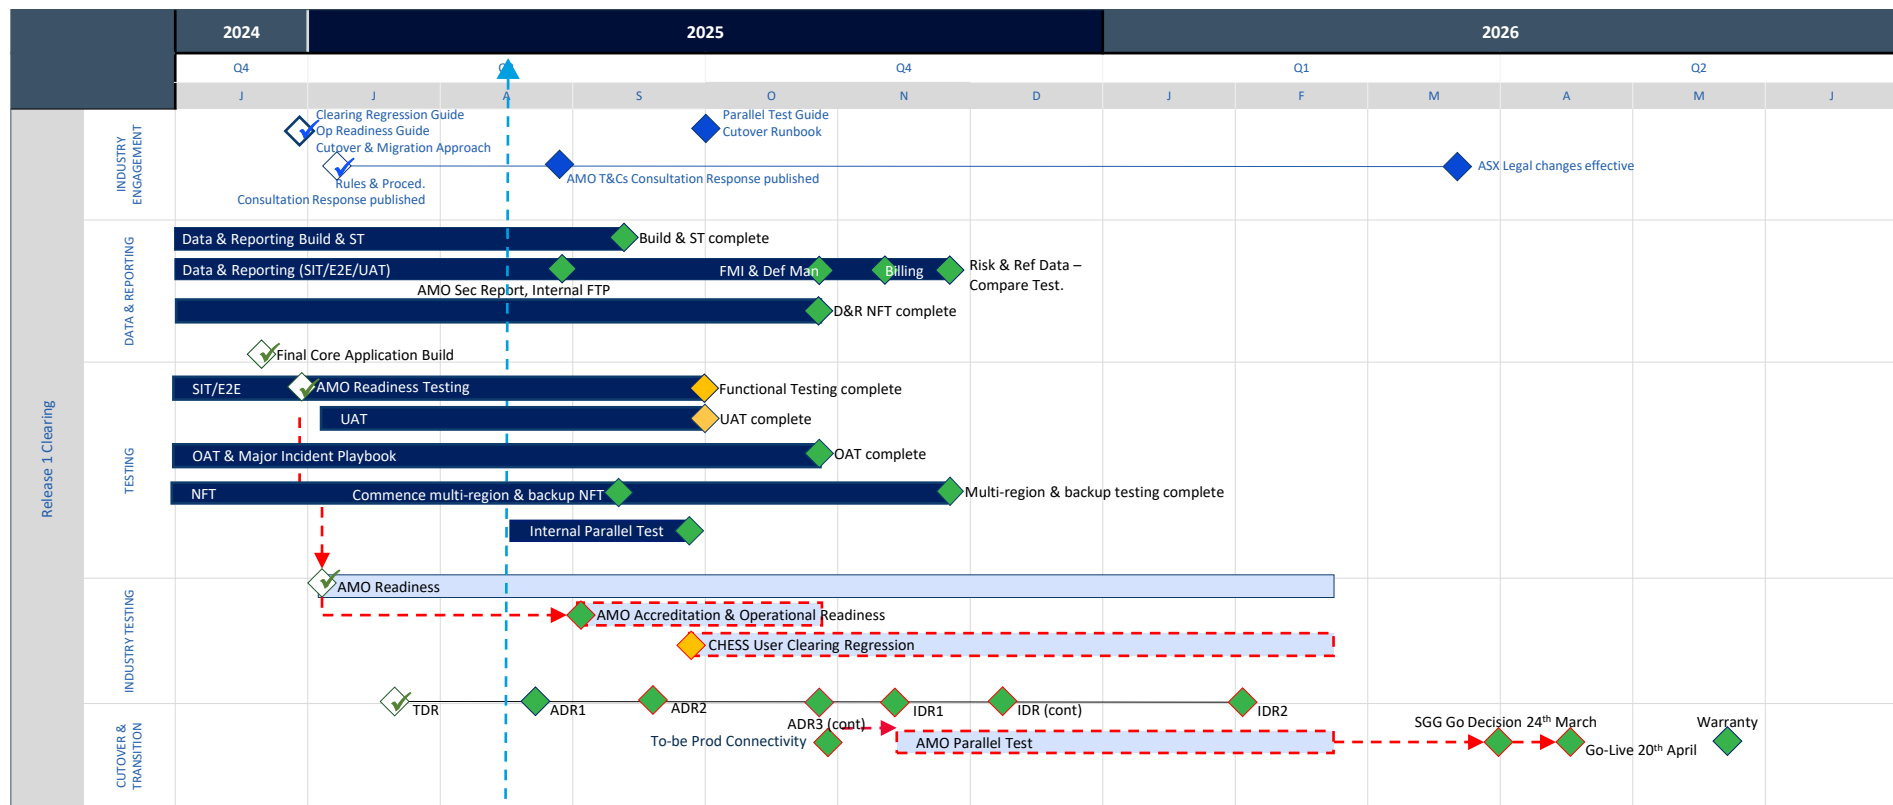 2024
2025
2026
Q4
Q4
Q1
Q2
J
J
A
S
O
N
D
J
F
M
A
M
J
Release 1 Clearing
INDUSTRY
ENGAGEMENT
Clearing Regression Guide
Op Readiness Guide
Cutover & Migration Approach
Parallel Test Guide
Cutover Runbook
Rules & Proced.
Consultation Response published
AMO T&Cs Consultation Response published
ASX Legal changes effective
DATA & REPORTING
Data & Reporting Build & ST
Build & ST complete
Data & Reporting (SIT/E2E/UAT)
FMI & Def Man
Billing
Risk & Ref Data –
Compare Test.
AMO Sec Report, Internal FTP
D&R NFT complete
Final Core Application Build
TESTING
SIT/E2E
AMO Readiness Testing
Functional Testing complete
UAT
UAT complete
OAT & Major Incident Playbook
OAT complete
NFT
Commence multi-region & backup NFT
Multi-region & backup testing complete
Internal Parallel Test
INDUSTRY TESTING
AMO Readiness
AMO Accreditation & Operational Readiness
CHESS User Clearing Regression
CUTOVER &
TRANSITION
TDR
ADR1
ADR2
ADR3 (cont)
IDR1
IDR (cont)
IDR2
To-be Prod Connectivity
AMO Parallel Test
SGG Go Decision 24th March
Go-Live 20th April
Warranty